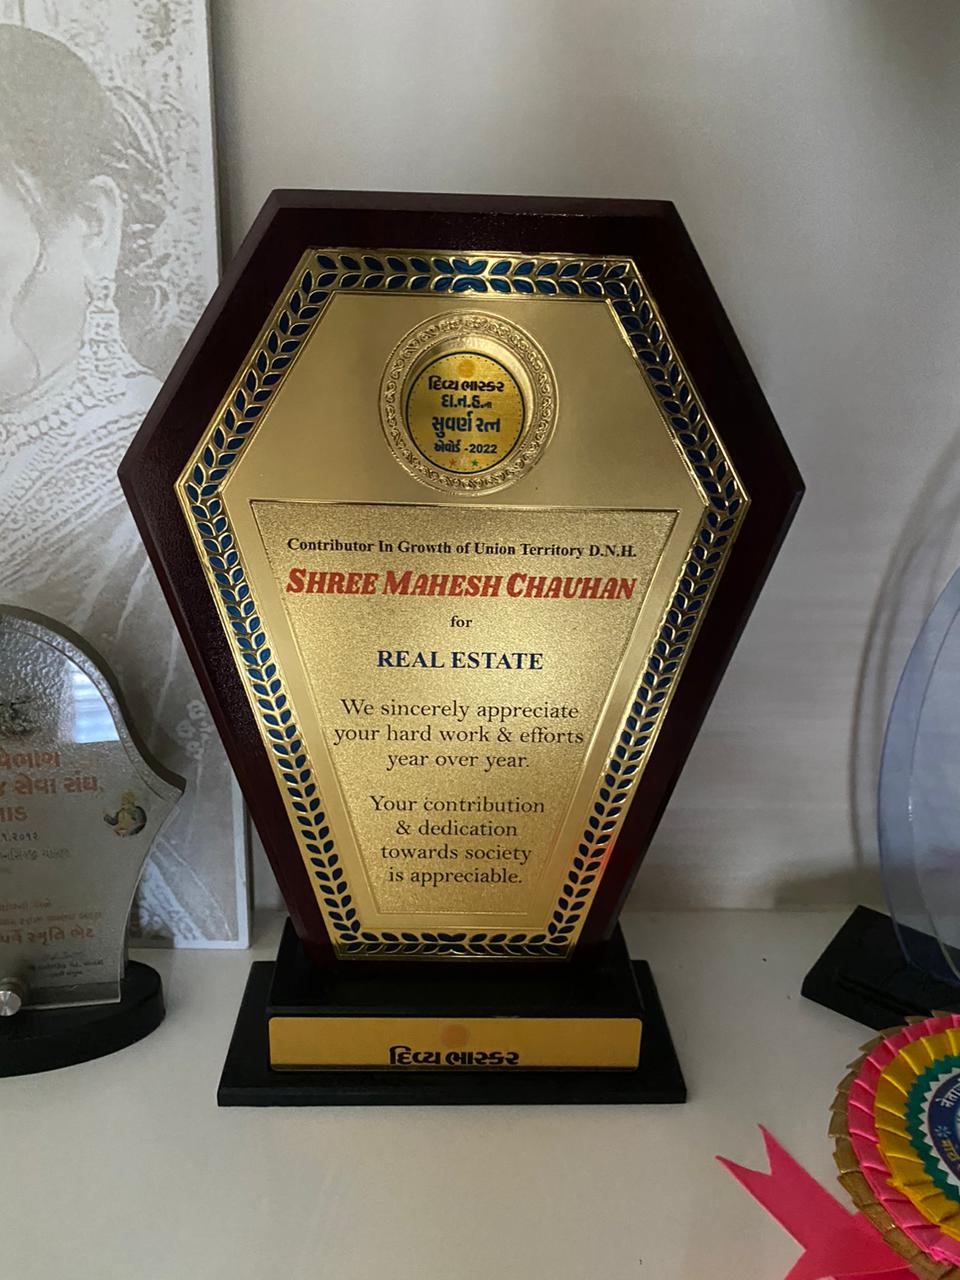 દિવ્ય ભાસ્કર
દા.ન.હ.ના
સુવર્ણ રત્ન
એવોર્ડ -2022
Contributor In Growth of Union Territory D.N.H.
SHREE MAHESH CHAUHAN
for
REAL ESTATE
We sincerely appreciate
your hard work & efforts
year over year.
Your contribution
& dedication
towards society
is appreciable.
દિવ્ય ભાસ્કર
સેવા સંઘ,
સ્મૃતિ ભેટ